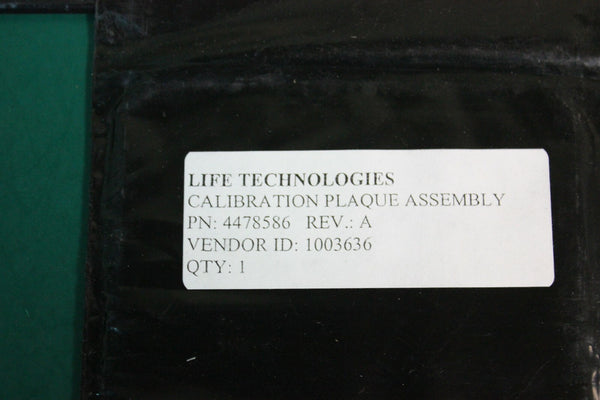 LIFE TECHNOLOGIES
CALIBRATION PLAQUE ASSEMBLY
PN: 4478586 REV.: A
VENDOR ID: 1003636
QTY: 1